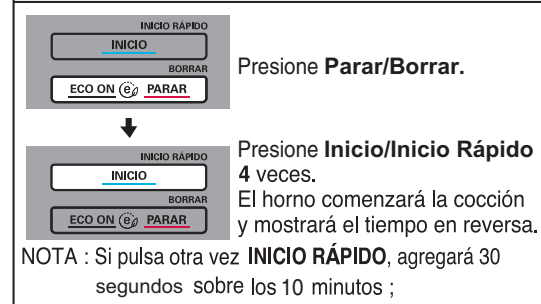 INICIO RÁPIDO
INICIO
BORRAR
ECO ON e PARAR
Presione Parar/Borrar.
INICIO RÁPIDO
INICIO
BORRAR
ECO ON e PARAR
Presione Inicio/Inicio Rápido
4 veces.
El horno comenzará la cocción
y mostrará el tiempo en reversa.
NOTA : Si pulsa otra vez INICIO RÁPIDO, agregará 30
segundos sobre los 10 minutos ;